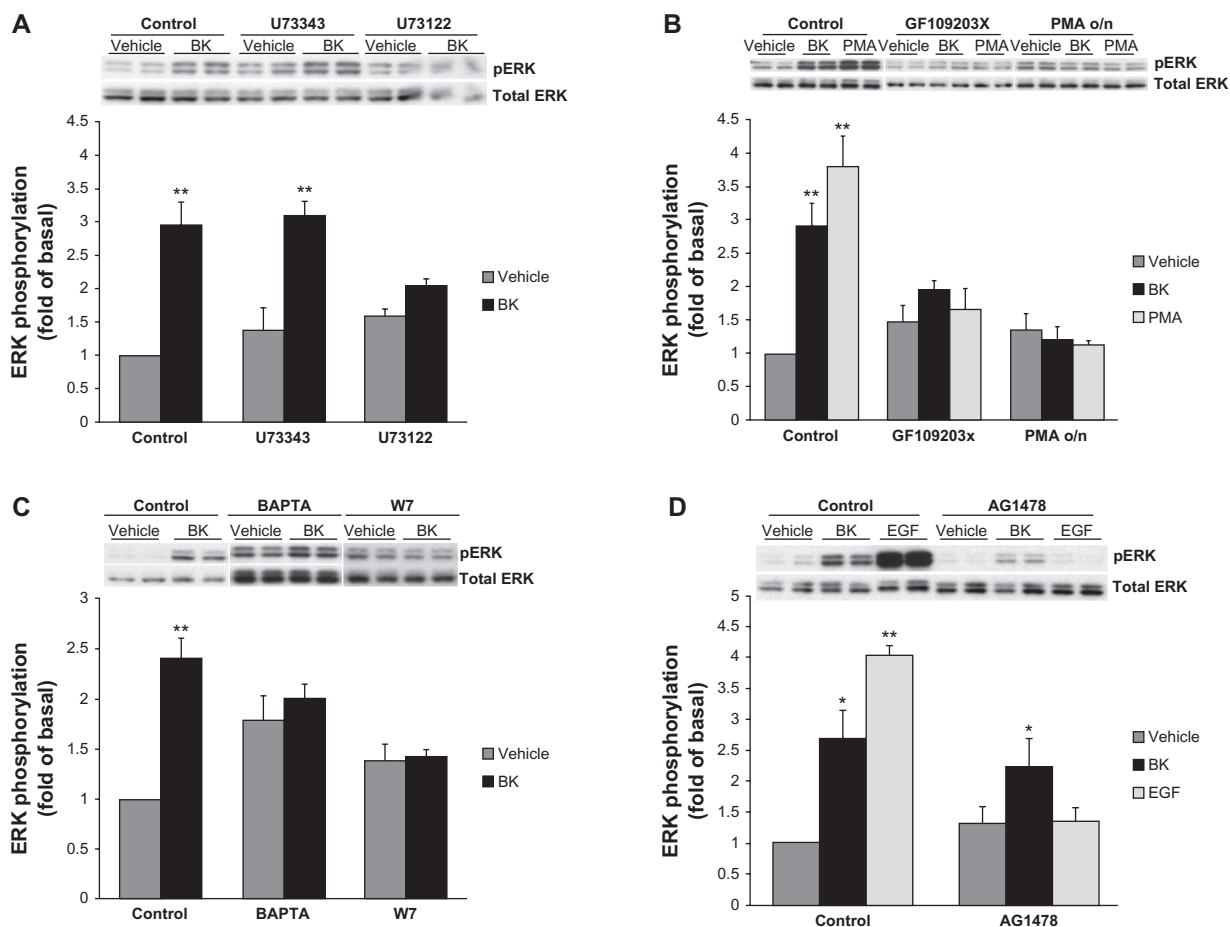 A
Control U73343 U73122
Vehicle BK Vehicle BK Vehicle BK
pERK
Total ERK
ERK phosphorylation
(fold of basal)
4.5
4
3.5
3
2.5
2
1.5
1
0.5
0
**
**
Vehicle
BK
Control U73343 U73122
B
Control GF109203X PMA o/n
Vehicle BK PMA Vehicle BK PMA Vehicle BK PMA
pERK
Total ERK
ERK phosphorylation
(fold of basal)
4.5
4
3.5
3
2.5
2
1.5
1
0.5
0
**
**
Vehicle
BK
PMA
Control GF109203x PMA o/n
C
Control BAPTA W7
Vehicle BK Vehicle BK Vehicle BK
pERK
Total ERK
ERK phosphorylation
(fold of basal)
3
2.5
2
1.5
1
0.5
0
**
Vehicle
BK
Control BAPTA W7
D
Control AG1478
Vehicle BK EGF Vehicle BK EGF
pERK
Total ERK
ERK phosphorylation
(fold of basal)
5
4.5
4
3.5
3
2.5
2
1.5
1
0.5
0
*
**
*
Vehicle
BK
EGF
Control AG1478